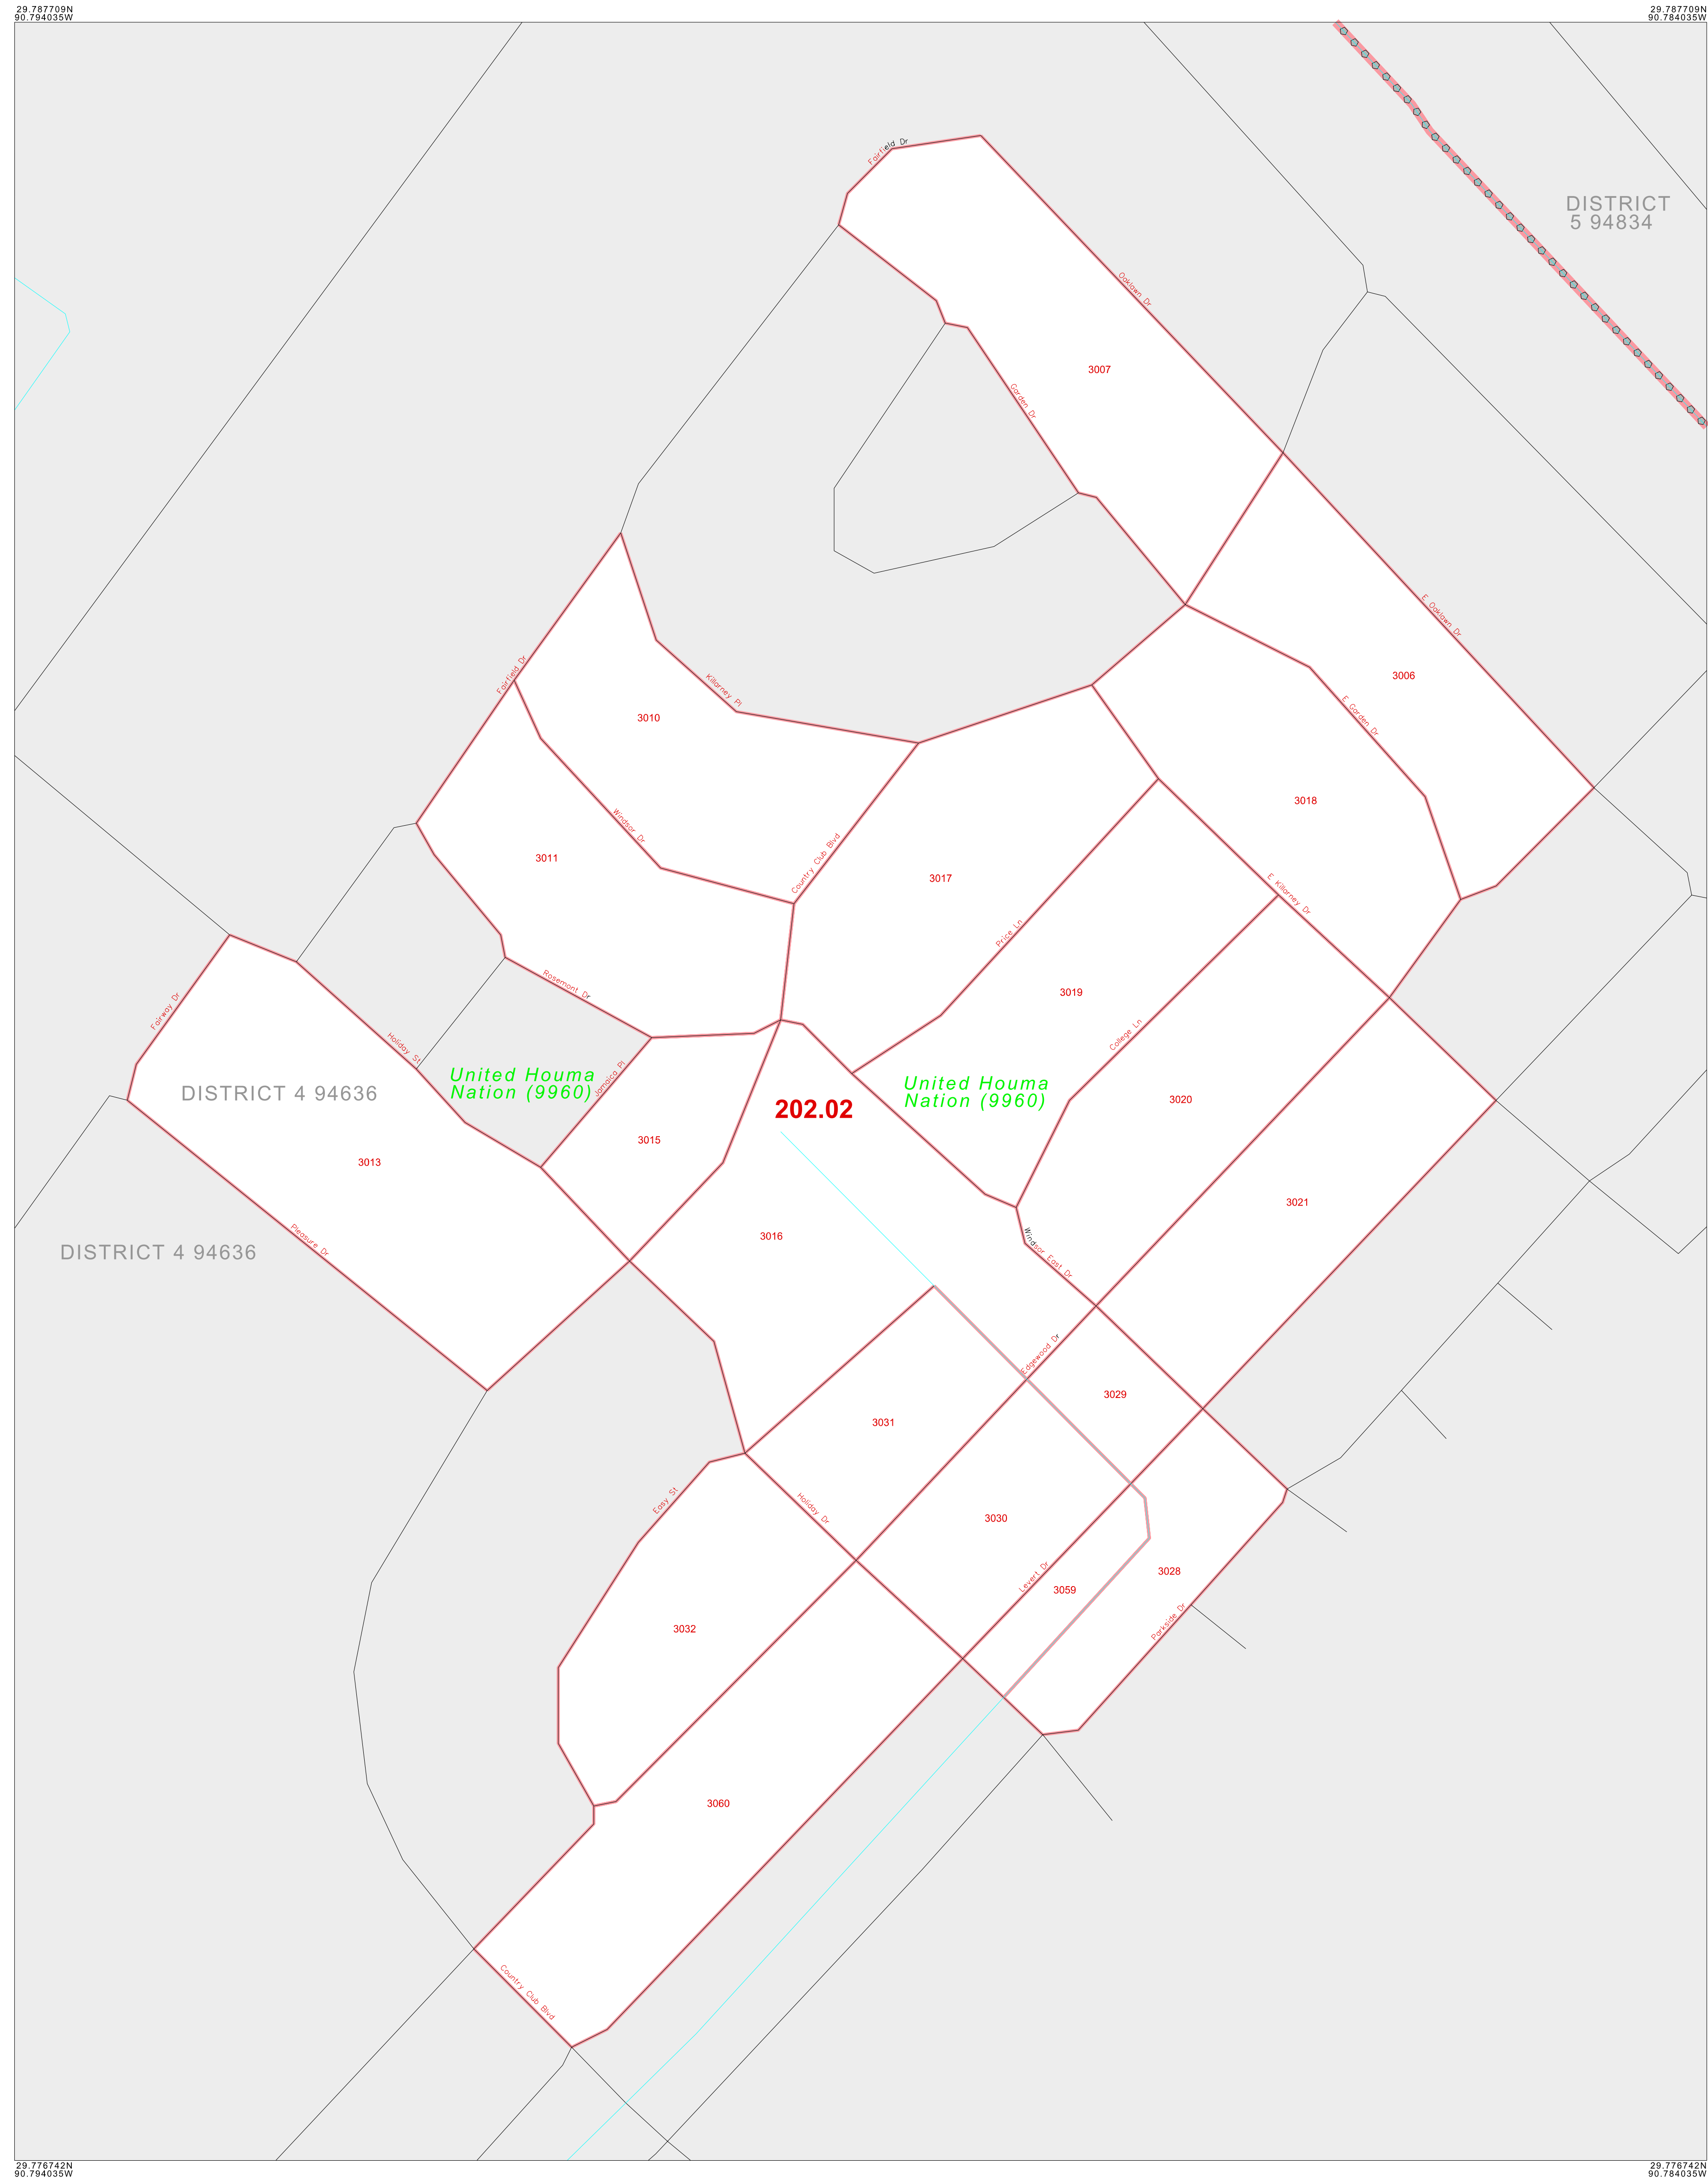 29.787709N
90.794035W
29.787709N
90.784035W
Fairfield Dr
DISTRICT
5 94834
Oaklawn Dr
3007
Garden Dr
E Oaklawn Dr
Fairfield Dr
3006
Killarney Pl
E Garden Dr
3010
3018
Windsor Dr
Country Club Blvd
3011
3017
E Killarney Dr
Price Ln
Rosemont Dr
3019
Fairway Dr
Holiday St
College Ln
United Houma
Nation (9960)
Jamaica Pl
United Houma
Nation (9960)
DISTRICT 4 94636
202.02
3020
3015
3013
3021
3016
Pleasure Dr
Windsor East Dr
DISTRICT 4 94636
Edgewood Dr
3029
3031
Easy St
Holiday Dr
3030
3028
Levert Dr
3059
Parkside Dr
3032
3060
Country Club Blvd
29.776742N
90.794035W
29.776742N
90.784035W